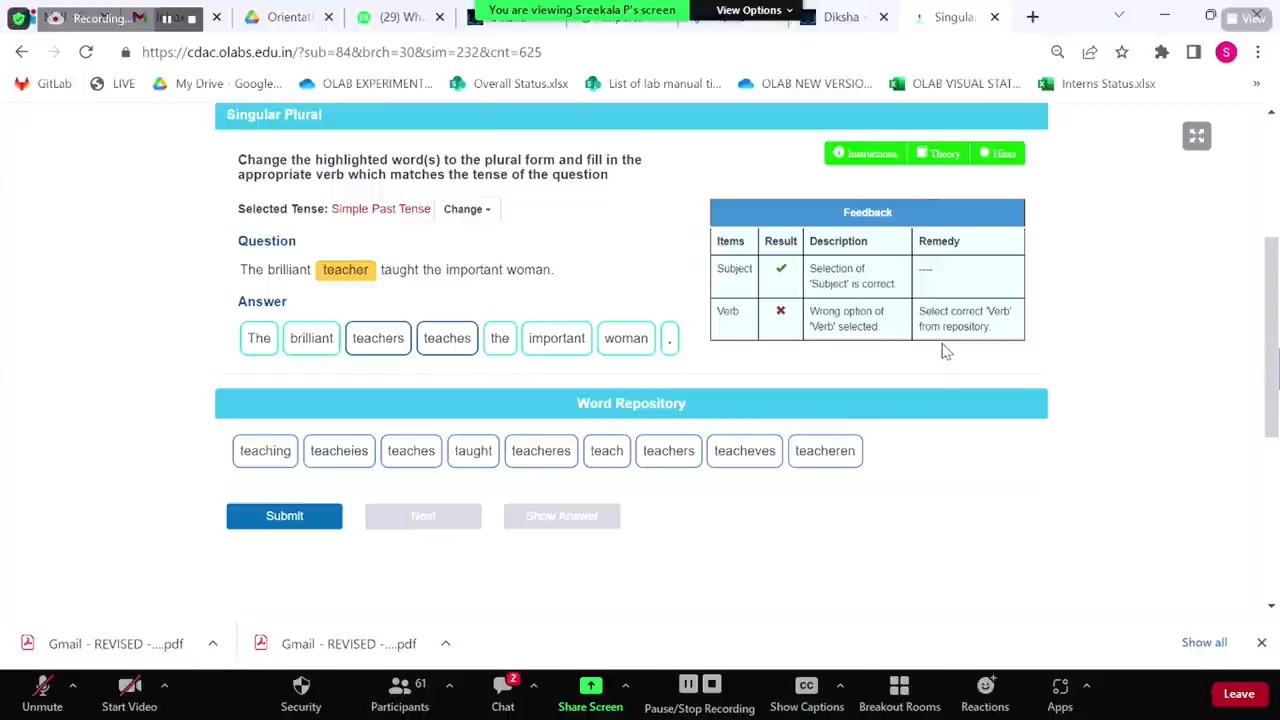 Recording...
You are viewing Sreekala P's screen
View Options
Orientat
(29) Wh
Diksha -
Singular
View
https://cdac.olabs.edu.in/?sub=84&brch=30&sim=232&cnt=625
S
GitLab
LIVE
My Drive - Google...
OLAB EXPERIMENT...
Overall Status.xlsx
List of lab manual ti...
OLAB NEW VERSION...
OLAB VISUAL STAT...
Interns Status.xlsx
»
Singular Plural
Change the highlighted word(s) to the plural form and fill in the
appropriate verb which matches the tense of the question
Instructions
Theory
Hints
Selected Tense: Simple Past Tense
Change
Question
The brilliant teacher taught the important woman.
Answer
The brilliant teachers teaches the important woman .
Feedback
Items Result Description Remedy
Subject ✓ Selection of
'Subject' is correct.
----
Verb ✗ Wrong option of
'Verb' selected.
Select correct 'Verb'
from repository.
Word Repository
teaching teacheies teaches taught teacheres teach teachers teacheves teacheren
Submit Next Show Answer
Gmail - REVISED -....pdf
Gmail - REVISED -....pdf
Show all
Unmute
Start Video
Security
61
Participants
2
Chat
Share Screen
Pause/Stop Recording
CC
Show Captions
Breakout Rooms
Reactions
Apps
Leave